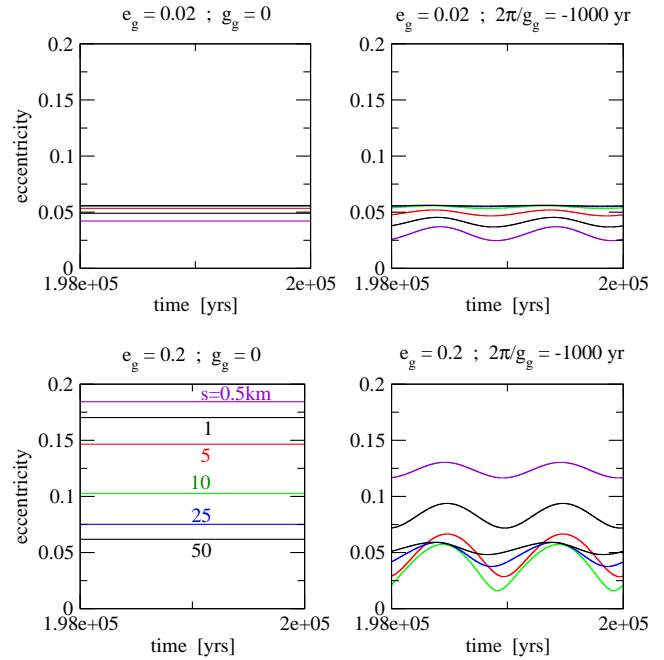 e_g = 0.02 ; g_g = 0
e_g = 0.02 ; 2π/g_g = -1000 yr
eccentricity
0.2
0.15
0.1
0.05
0
1.98e+05
2e+05
time [yrs]
0.2
0.15
0.1
0.05
0
1.98e+05
2e+05
time [yrs]
e_g = 0.2 ; g_g = 0
e_g = 0.2 ; 2π/g_g = -1000 yr
eccentricity
0.2
0.15
0.1
0.05
0
s=0.5km
1
5
10
25
50
1.98e+05
2e+05
time [yrs]
0.2
0.15
0.1
0.05
0
1.98e+05
2e+05
time [yrs]